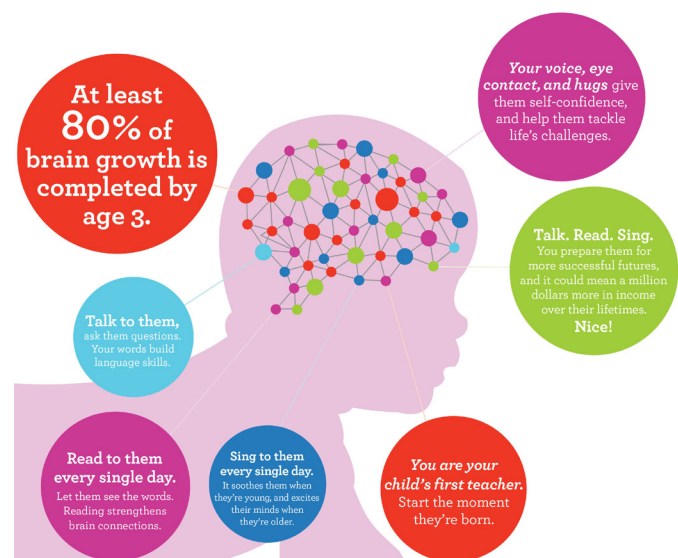 At least
80% of
brain growth is
completed by
age 3.
Your voice, eye
contact, and hugs give
them self-confidence,
and help them tackle
life's challenges.
Talk. Read. Sing.
You prepare them for
more successful futures,
and it could mean a million
dollars more in income
over their lifetimes.
Nice!
Talk to them,
ask them questions.
Your words build
language skills.
Read to them
every single day.
Let them see the words.
Reading strengthens
brain connections.
Sing to them
every single day.
It soothes them when
they're young, and excites
their minds when
they're older.
You are your
child's first teacher.
Start the moment
they're born.